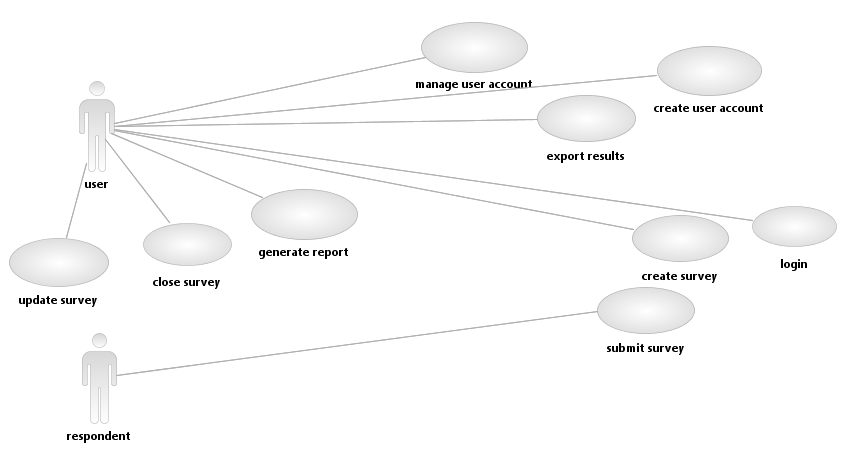 manage user account
create user account
export results
user
generate report
create survey
login
close survey
update survey
submit survey
respondent